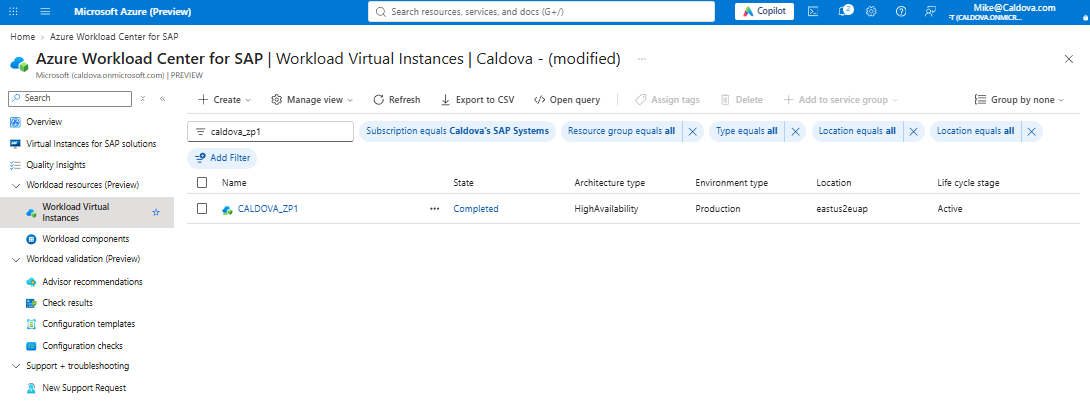 Microsoft Azure (Preview)
Search resources, services, and docs (G+/)
Copilot
2
Mike@Caldova.com
FT (CALDOVA.ONMICR...
Home > Azure Workload Center for SAP >
Azure Workload Center for SAP | Workload Virtual Instances | Caldova - (modified) ...
Microsoft (caldova.onmicrosoft.com) | PREVIEW
Search
Overview
Virtual Instances for SAP solutions
Quality Insights
Workload resources (Preview)
Workload Virtual
Instances
Workload components
Workload validation (Preview)
Advisor recommendations
Check results
Configuration templates
Configuration checks
Support + troubleshooting
New Support Request
Create Manage view Refresh Export to CSV Open query Assign tags Delete Add to service group Group by none
caldova_zp1 Subscription equals Caldova's SAP Systems Resource group equals all Type equals all Location equals all Location equals all
Add Filter
Name State Architecture type Environment type Location Life cycle stage
CALDOVA_ZP1 ... Completed HighAvailability Production eastus2euap Active